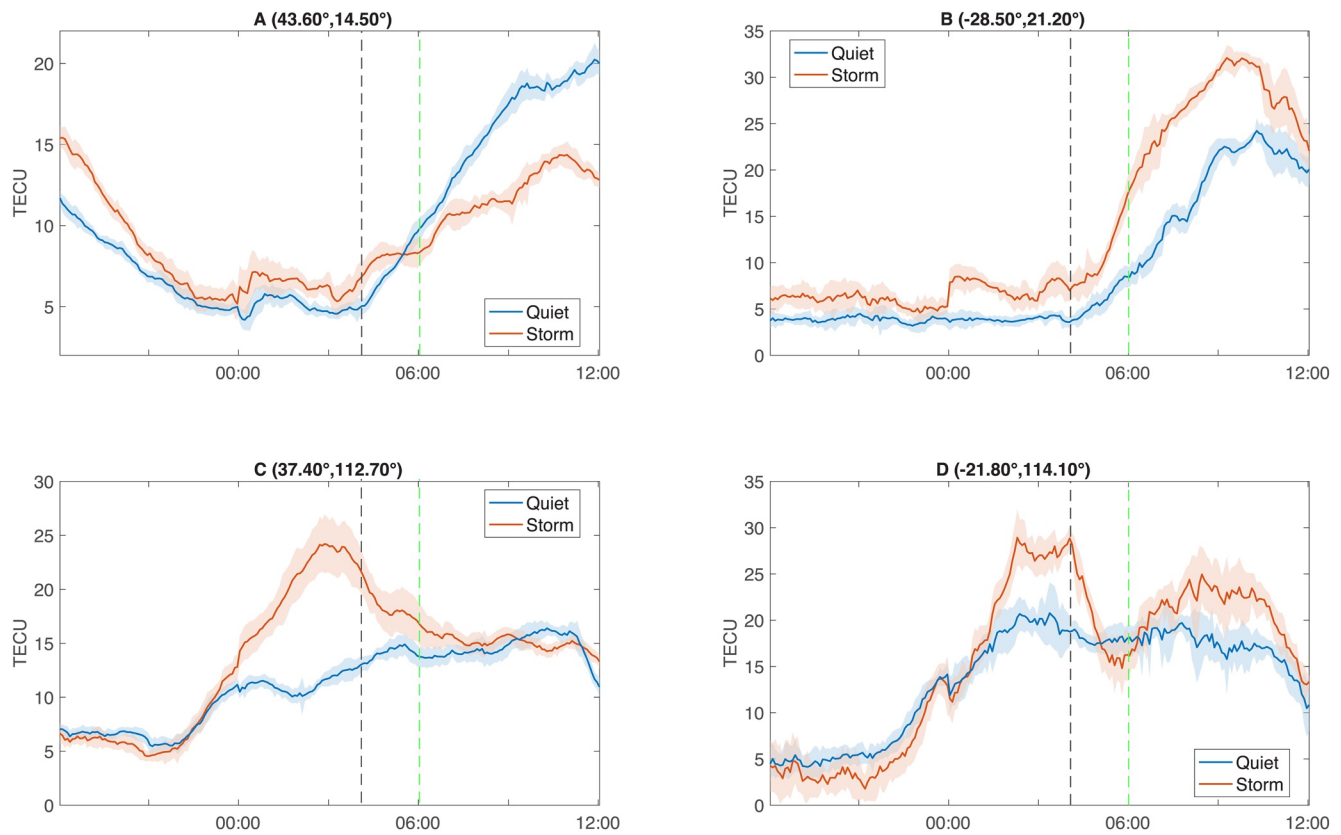 A (43.60°,14.50°)
TECU
20
15
10
5
00:00
06:00
12:00
Quiet
Storm
B (-28.50°,21.20°)
TECU
35
30
25
20
15
10
5
0
00:00
06:00
12:00
Quiet
Storm
C (37.40°,112.70°)
TECU
30
25
20
15
10
5
0
00:00
06:00
12:00
Quiet
Storm
D (-21.80°,114.10°)
TECU
35
30
25
20
15
10
5
0
00:00
06:00
12:00
Quiet
Storm